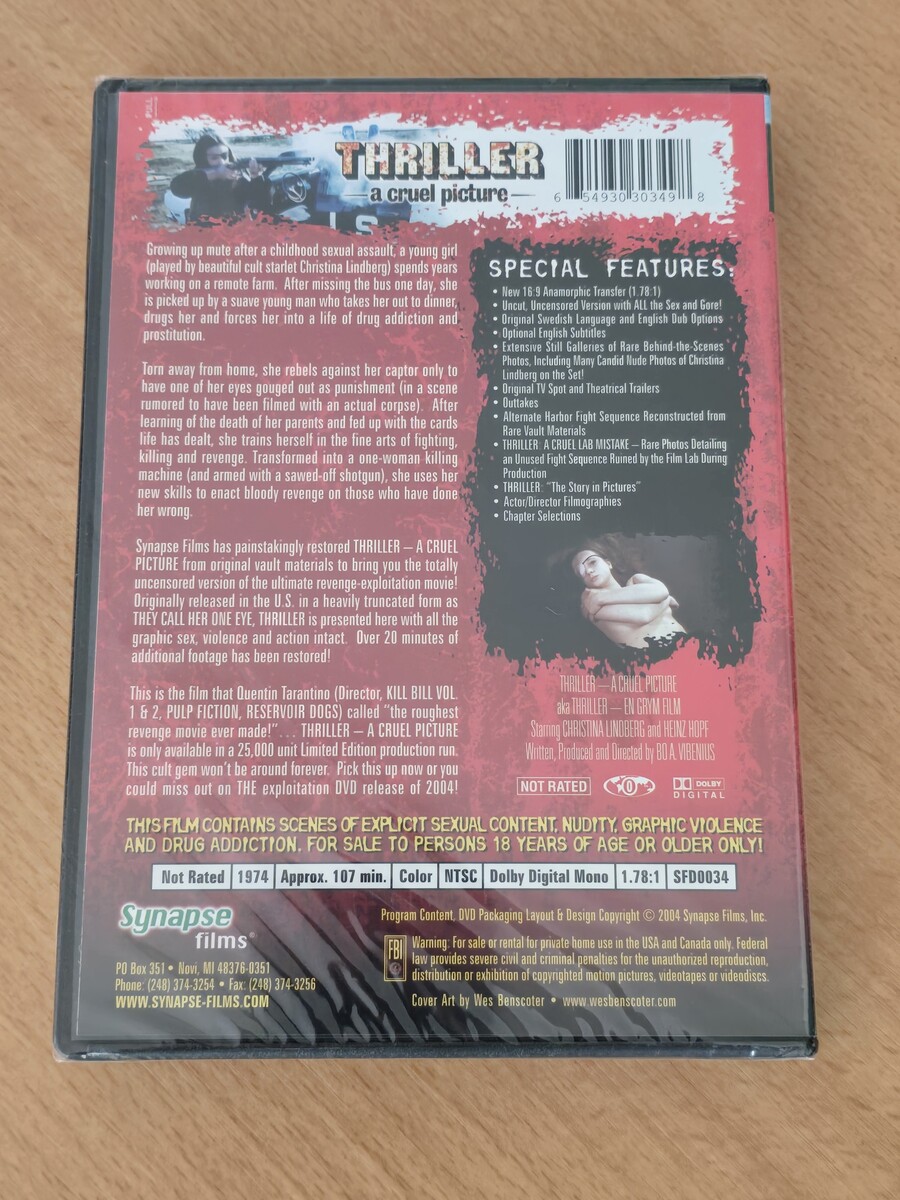 PULL
THRILLER
a cruel picture
6 54930 30349 8
Growing up mute after a childhood sexual assault, a young girl
(played by beautiful cult starlet Christina Lindberg) spends years
working on a remote farm. After missing the bus one day, she
is picked up by a suave young man who takes her out to dinner,
drugs her and forces her into a life of drug addiction and
prostitution.
Torn away from home, she rebels against her captor only to
have one of her eyes gouged out as punishment (in a scene
rumored to have been filmed with an actual corpse). After
learning of the death of her parents and fed up with the cards
life has dealt, she trains herself in the fine arts of fighting,
killing and revenge. Transformed into a one-woman killing
machine (and armed with a sawed-off shotgun), she uses her
new skills to enact bloody revenge on those who have done
her wrong.
Synapse Films has painstakingly restored THRILLER – A CRUEL
PICTURE from original vault materials to bring you the totally
uncensored version of the ultimate revenge-exploitation movie!
Originally released in the U.S. in a heavily truncated form as
THEY CALL HER ONE EYE, THRILLER is presented here with all the
graphic sex, violence and action intact. Over 20 minutes of
additional footage has been restored!
This is the film that Quentin Tarantino (Director, KILL BILL VOL.
1 & 2, PULP FICTION, RESERVOIR DOGS) called “the roughest
revenge movie ever made!”... THRILLER – A CRUEL PICTURE
is only available in a 25,000 unit Limited Edition production run.
This cult gem won't be around forever. Pick this up now or you
could miss out on THE exploitation DVD release of 2004!
SPECIAL FEATURES:
• New 16:9 Anamorphic Transfer (1.78:1)
• Uncut, Uncensored Version with ALL the Sex and Gore!
• Original Swedish Language and English Dub Options
• Optional English Subtitles
• Extensive Still Galleries of Rare Behind-the-Scenes
Photos, Including Many Candid Nude Photos of Christina
Lindberg on the Set!
• Original TV Spot and Theatrical Trailers
• Outtakes
• Alternate Harbor Fight Sequence Reconstructed from
Rare Vault Materials
• THRILLER: A CRUEL LAB MISTAKE – Rare Photos Detailing
an Unused Fight Sequence Ruined by the Film Lab During
Production
• THRILLER: “The Story in Pictures”
• Actor/Director Filmographies
• Chapter Selections
THRILLER — A CRUEL PICTURE
aka THRILLER – EN GRYM FILM
Starring CHRISTINA LINDBERG and HEINZ HOPF
Written, Produced and Directed by BO A. VIBENIUS
NOT RATED
0
DOLBY
DIGITAL
THIS FILM CONTAINS SCENES OF EXPLICIT SEXUAL CONTENT, NUDITY, GRAPHIC VIOLENCE
AND DRUG ADDICTION. FOR SALE TO PERSONS 18 YEARS OF AGE OR OLDER ONLY!
Not Rated 1974 Approx. 107 min. Color NTSC Dolby Digital Mono 1.78:1 SFD0034
Synapse
films®
PO Box 351 • Novi, MI 48376-0351
Phone: (248) 374-3254 • Fax: (248) 374-3256
WWW.SYNAPSE-FILMS.COM
Program Content, DVD Packaging Layout & Design Copyright © 2004 Synapse Films, Inc.
FBI
Warning: For sale or rental for private home use in the USA and Canada only. Federal
law provides severe civil and criminal penalties for the unauthorized reproduction,
distribution or exhibition of copyrighted motion pictures, videotapes or videodiscs.
Cover Art by Wes Benscoter • www.wesbenscoter.com